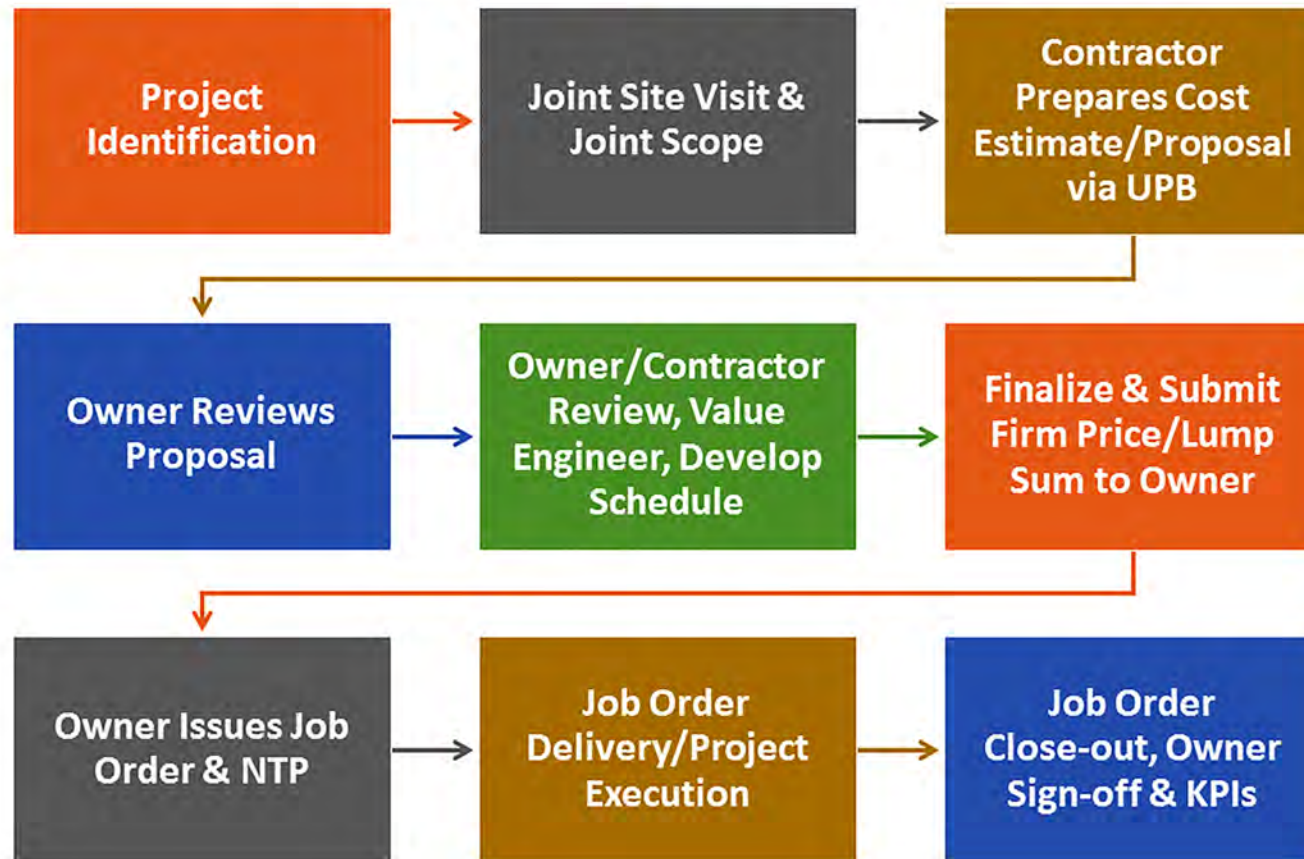 Project
Identification
Joint Site Visit &
Joint Scope
Contractor
Prepares Cost
Estimate/Proposal
via UPB
Owner Reviews
Proposal
Owner/Contractor
Review, Value
Engineer, Develop
Schedule
Finalize & Submit
Firm Price/Lump
Sum to Owner
Owner Issues Job
Order & NTP
Job Order
Delivery/Project
Execution
Job Order
Close-out, Owner
Sign-off & KPIs